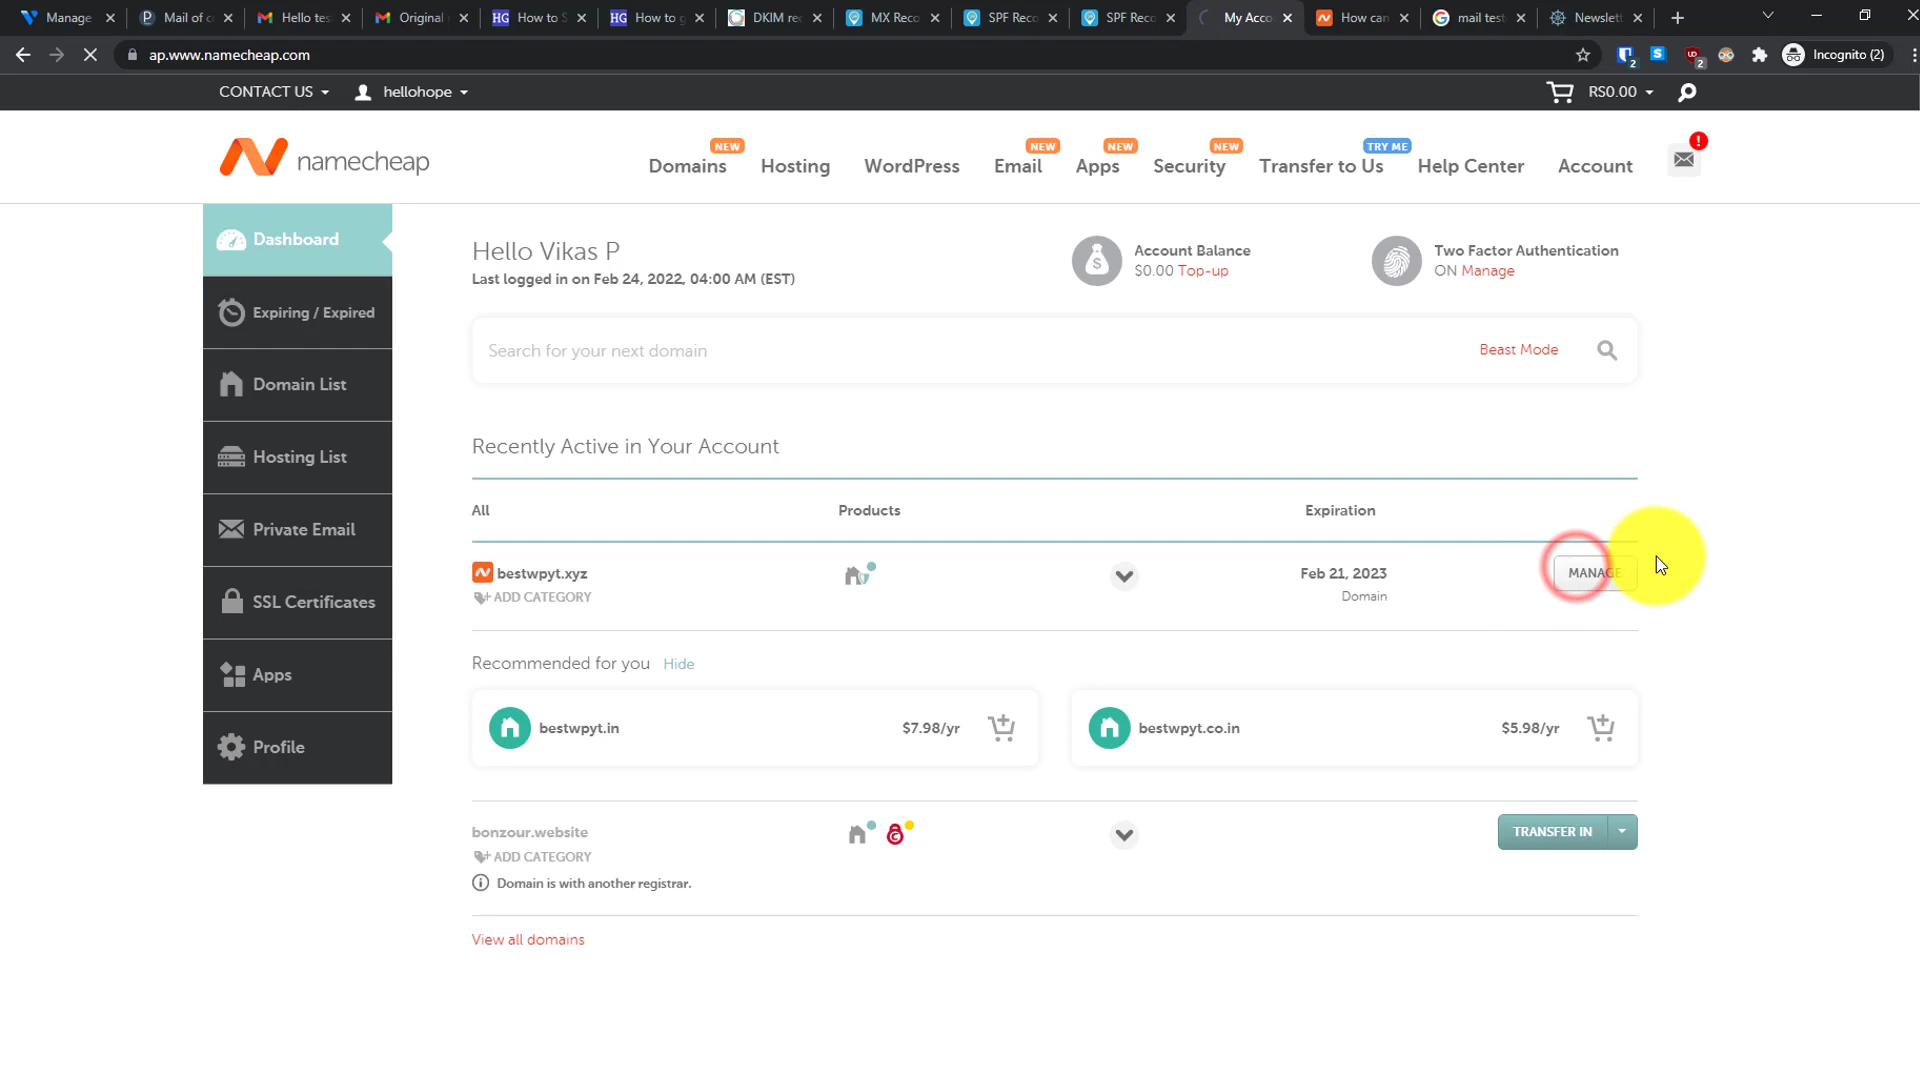 Manage
Mail of c
Hello tes
Original
How to S
How to g
DKIM re
MX Reco
SPF Reco
SPF Reco
My Acco
How can
mail test
Newslett
ap.www.namecheap.com
2
2
Incognito (2)
CONTACT US
hellohope
RS0.00
namecheap
Domains
NEW
Hosting
WordPress
Email
NEW
Apps
NEW
Security
NEW
Transfer to Us
TRY ME
Help Center
Account
!
Dashboard
Expiring / Expired
Domain List
Hosting List
Private Email
SSL Certificates
Apps
Profile
Hello Vikas P
Last logged in on Feb 24, 2022, 04:00 AM (EST)
Account Balance
$0.00 Top-up
Two Factor Authentication
ON Manage
Search for your next domain
Beast Mode
Recently Active in Your Account
All
Products
Expiration
bestwpyt.xyz
ADD CATEGORY
Feb 21, 2023
Domain
MANAGE
Recommended for you Hide
bestwpyt.in
$7.98/yr
bestwpyt.co.in
$5.98/yr
bonzour.website
ADD CATEGORY
Domain is with another registrar.
TRANSFER IN
View all domains